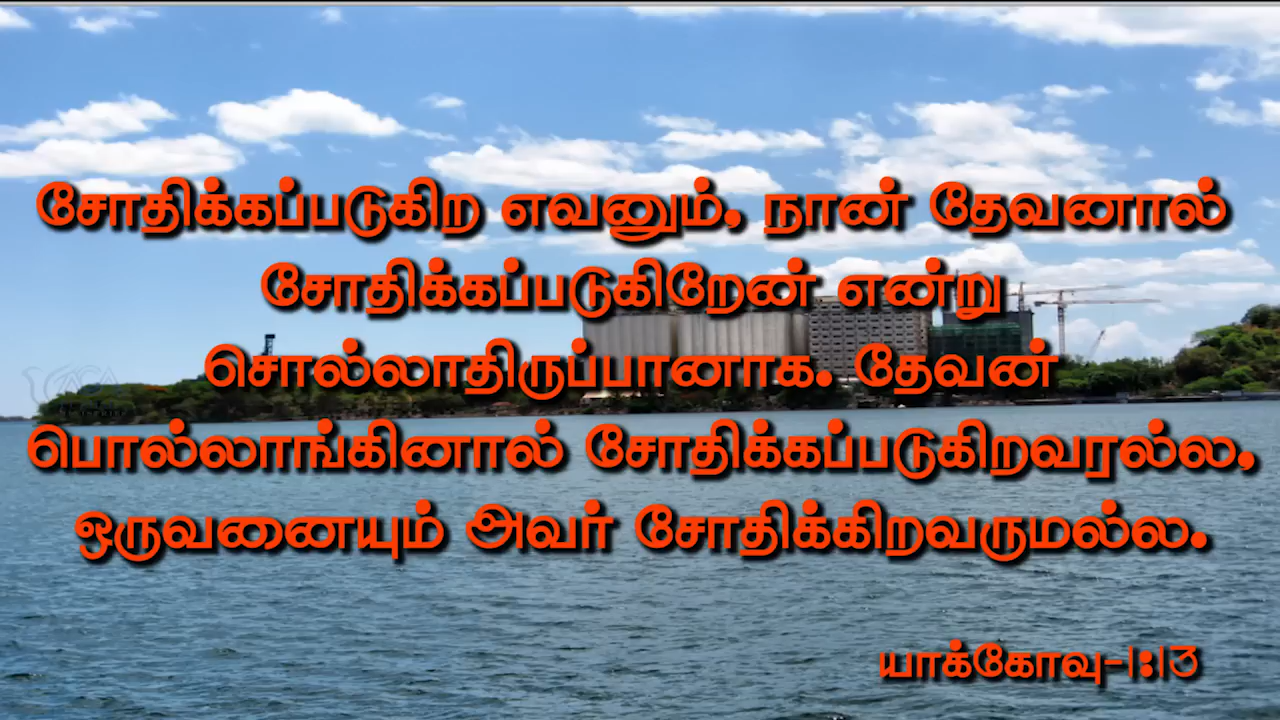 சோதிக்கப்படுகிற எவனும், நான் தேவனால்
சோதிக்கப்படுகிறேன் என்று
சொல்லாதிருப்பானாக. தேவன்
பொல்லாங்கினால் சோதிக்கப்படுகிறவரல்ல,
ஒருவனையும் அவர் சோதிக்கிறவருமல்ல.
யாக்கோவு-1:13